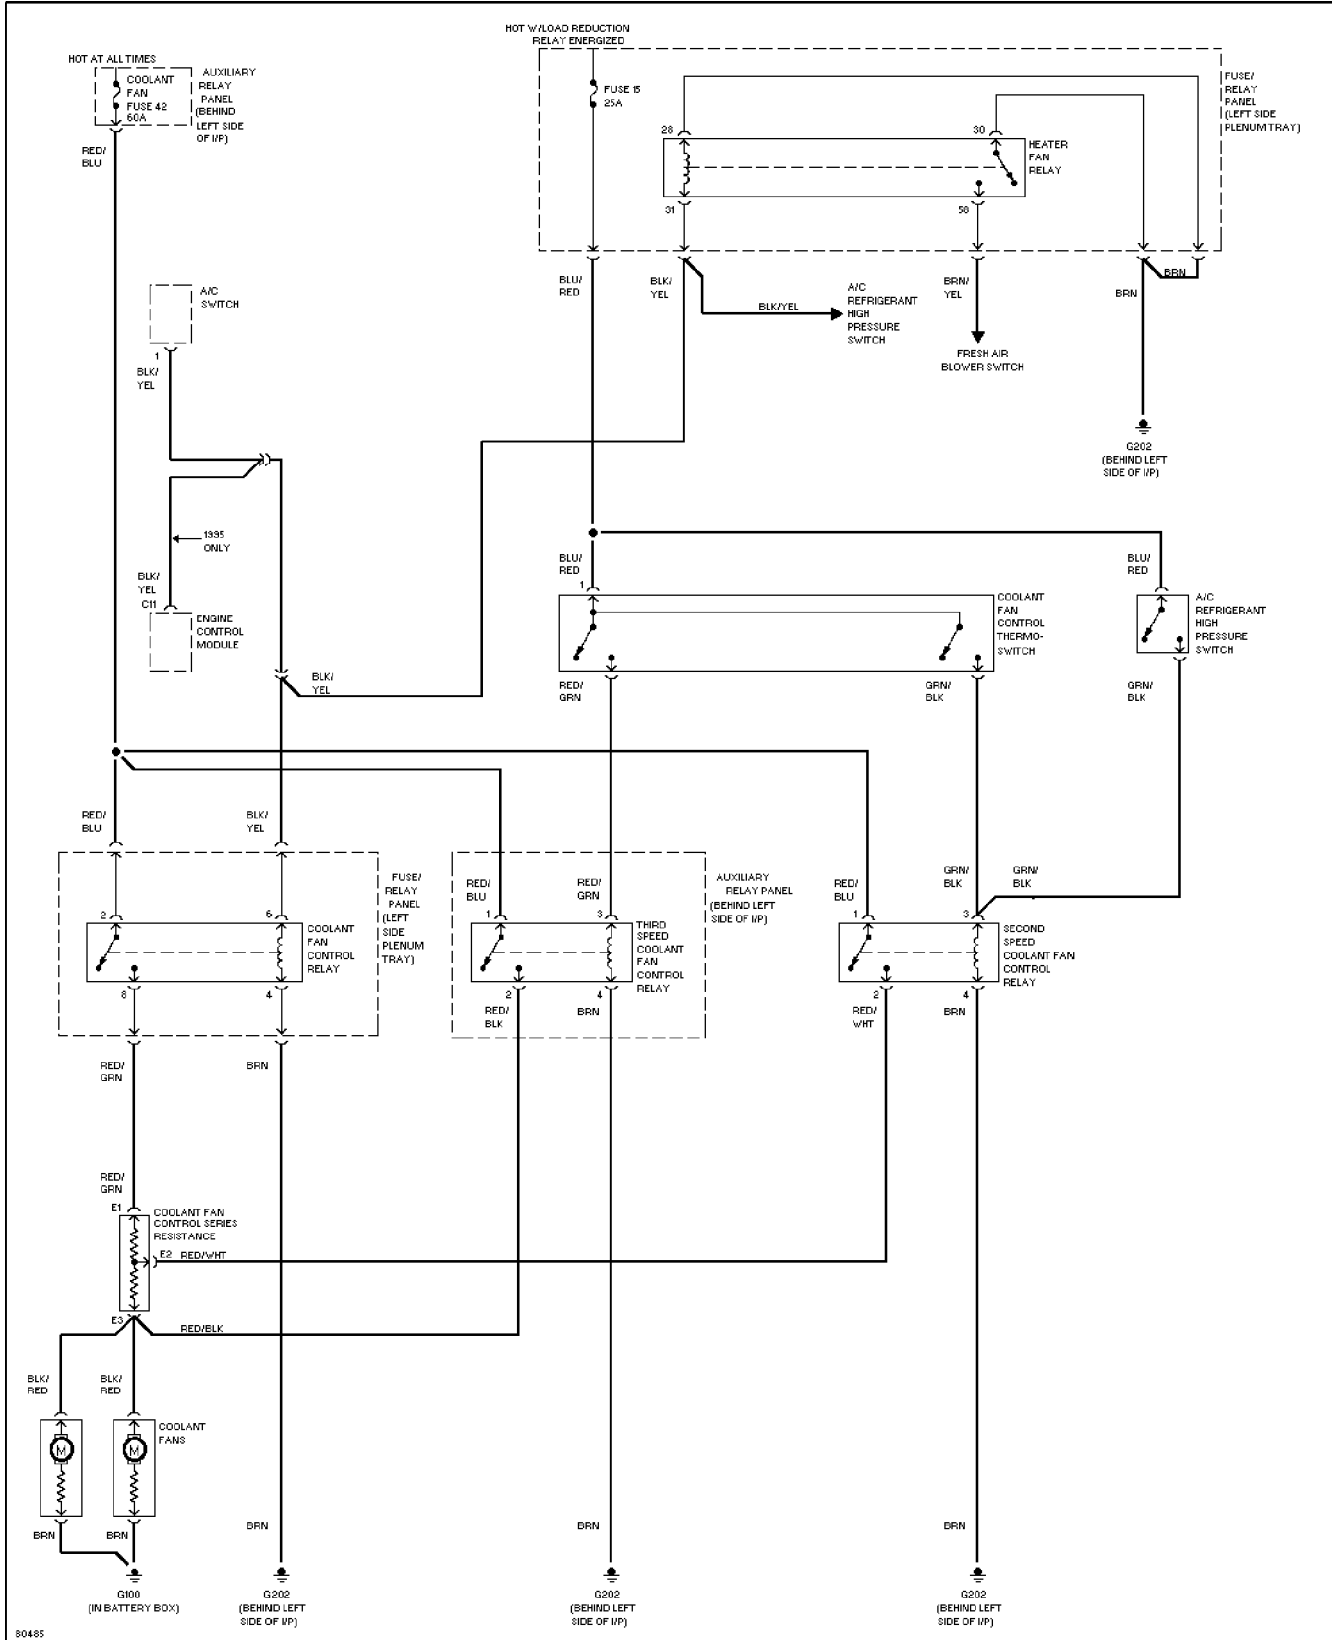 HOT W/LOAD REDUCTION
RELAY ENERGIZED
HOT AT ALL TIMES
COOLANT
FAN
FUSE 42
60A
AUXILIARY
RELAY
PANEL
(BEHIND
LEFT SIDE
OF I/P)
RED/
BLU
FUSE 15
25A
28
30
HEATER
FAN
RELAY
31
58
FUSE/
RELAY
PANEL
(LEFT SIDE
PLENUM TRAY)
A/C
SWITCH
1
BLK/
YEL
BLU/
RED
BLK/
YEL
BLK/YEL
A/C
REFRIGERANT
HIGH
PRESSURE
SWITCH
BRN/
YEL
FRESH AIR
BLOWER SWITCH
BRN
BRN
G202
(BEHIND LEFT
SIDE OF I/P)
1995
ONLY
BLK/
YEL
C11
ENGINE
CONTROL
MODULE
BLK/
YEL
BLU/
RED
1
COOLANT
FAN
CONTROL
THERMO-
SWITCH
BLU/
RED
A/C
REFRIGERANT
HIGH
PRESSURE
SWITCH
RED/
GRN
GRN/
BLK
GRN/
BLK
RED/
BLU
BLK/
YEL
FUSE/
RELAY
PANEL
(LEFT
SIDE
PLENUM
TRAY)
2
6
COOLANT
FAN
CONTROL
RELAY
8
4
RED/
BLU
RED/
GRN
AUXILIARY
RELAY PANEL
(BEHIND LEFT
SIDE OF I/P)
1
3
THIRD
SPEED
COOLANT
FAN
CONTROL
RELAY
2
4
RED/
BLK
BRN
RED/
BLU
GRN/
BLK
GRN/
BLK
1
3
SECOND
SPEED
COOLANT FAN
CONTROL
RELAY
2
4
RED/
WHT
BRN
RED/
GRN
BRN
RED/
GRN
E1
COOLANT FAN
CONTROL SERIES
RESISTANCE
E2
RED/WHT
E3
RED/BLK
BLK/
RED
BLK/
RED
M
M
COOLANT
FANS
BRN
BRN
BRN
BRN
BRN
G100
(IN BATTERY BOX)
G202
(BEHIND LEFT
SIDE OF I/P)
G202
(BEHIND LEFT
SIDE OF I/P)
G202
(BEHIND LEFT
SIDE OF I/P)
80485